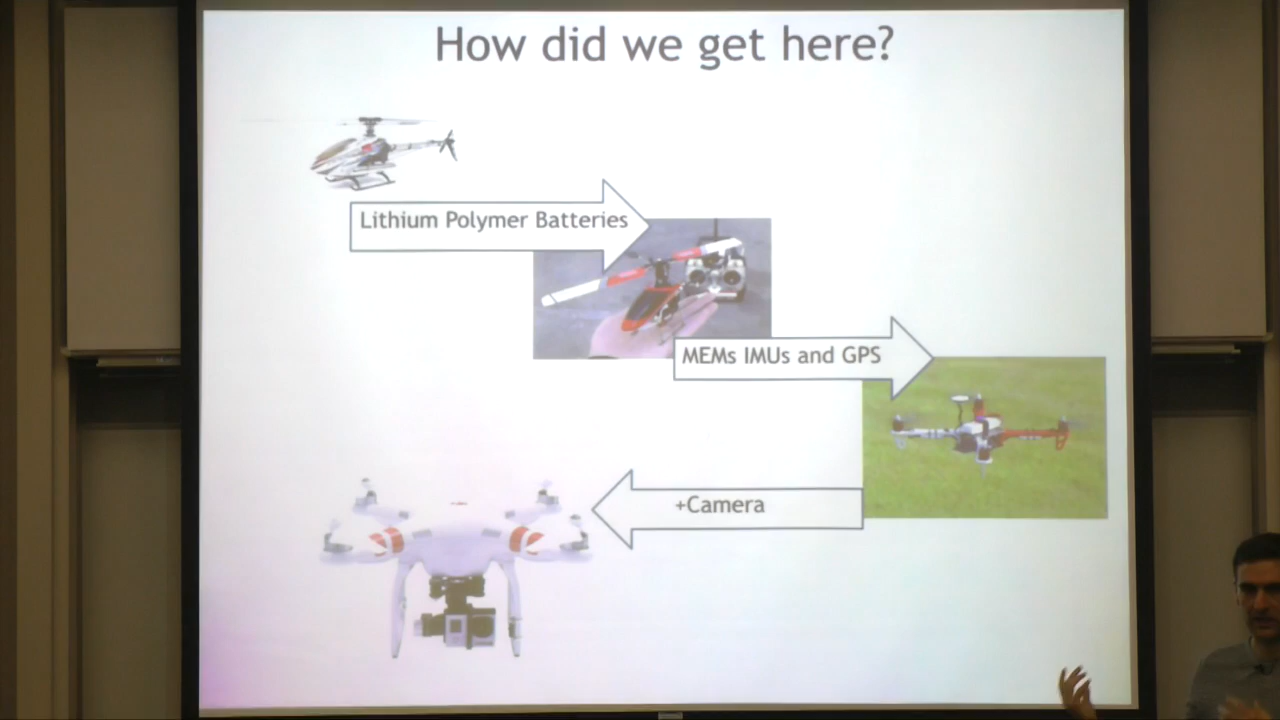 How did we get here?
Lithium Polymer Batteries
MEMs IMUs and GPS
+Camera